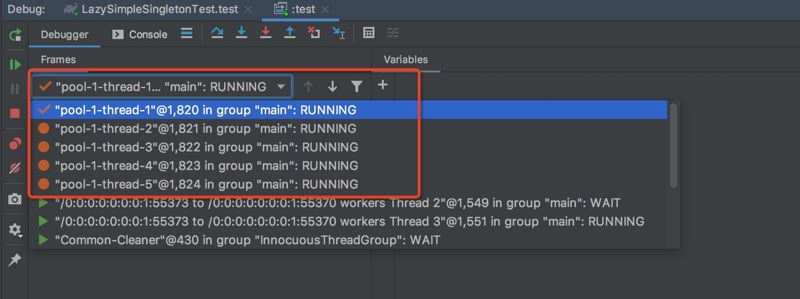 Debug: LazySimpleSingletonTest.test :test
Debugger Console
Frames Variables
"pool-1-thread-1... "main": RUNNING
"pool-1-thread-1"@1,820 in group "main": RUNNING
"pool-1-thread-2"@1,821 in group "main": RUNNING
"pool-1-thread-3"@1,822 in group "main": RUNNING
"pool-1-thread-4"@1,823 in group "main": RUNNING
"pool-1-thread-5"@1,824 in group "main": RUNNING
"/0:0:0:0:0:0:0:1:55373 to /0:0:0:0:0:0:0:1:55370 workers Thread 2"@1,549 in group "main": WAIT
"/0:0:0:0:0:0:0:1:55373 to /0:0:0:0:0:0:0:1:55370 workers Thread 3"@1,551 in group "main": RUNNING
"Common-Cleaner"@430 in group "InnocuousThreadGroup": WAIT